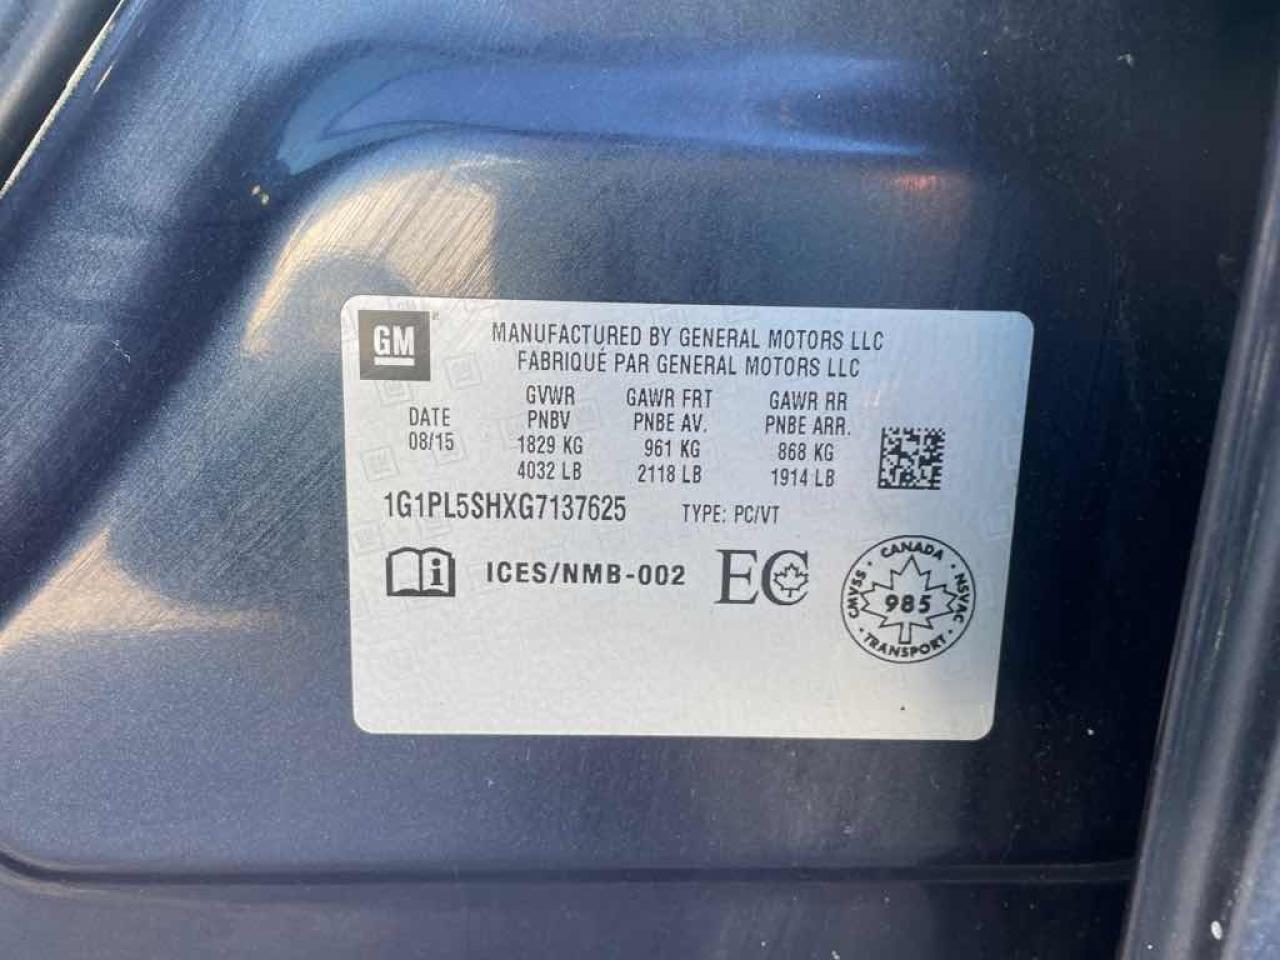 GM
MANUFACTURED BY GENERAL MOTORS LLC
FABRIQUÉ PAR GENERAL MOTORS LLC
DATE
08/15
GVWR
PNBV
1829 KG
4032 LB
GAWR FRT
PNBE AV.
961 KG
2118 LB
GAWR RR
PNBE ARR.
868 KG
1914 LB
1G1PL5SHXG7137625 TYPE: PC/VT
i ICES/NMB-002 EC
CANADA
CMVSS · 985 · NSVAC
TRANSPORT